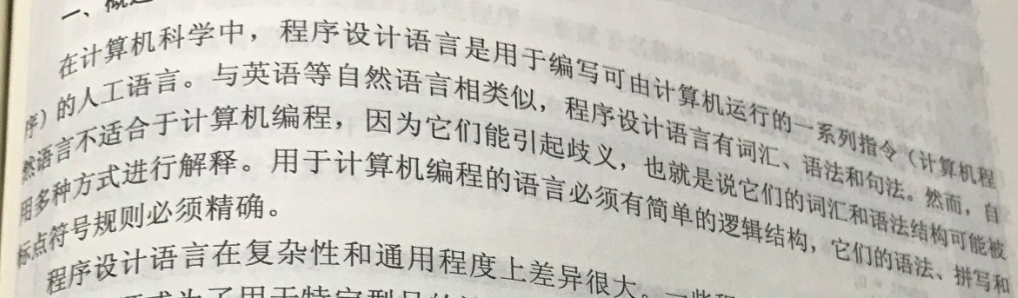 一、概述
在计算机科学中，程序设计语言是用于编写可由计算机运行的一系列指令（计算机程
序）的人工语言。与英语等自然语言相类似，程序设计语言有词汇、语法和句法。然而，自
然语言不适合于计算机编程，因为它们能引起歧义，也就是说它们的词汇和语法结构可能被
用多种方式进行解释。用于计算机编程的语言必须有简单的逻辑结构，它们的语法、拼写和
标点符号规则必须精确。
程序设计语言在复杂性和通用程度上差异很大。一些程